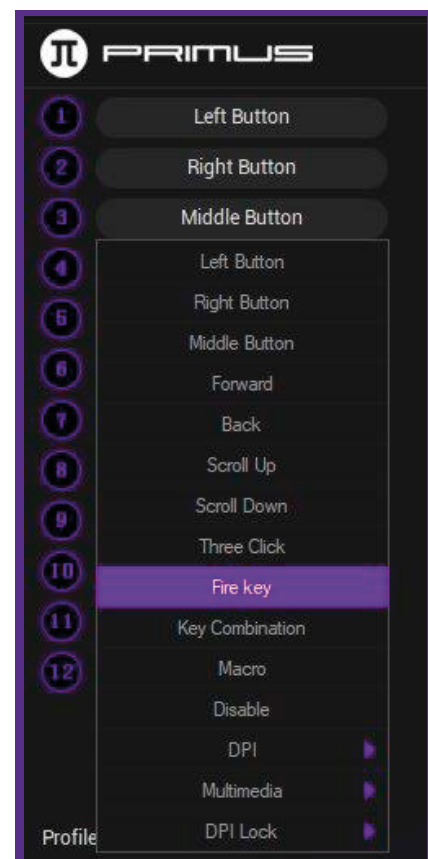 PRIMUS
1 Left Button
2 Right Button
3 Middle Button
4 Left Button
5 Right Button
Middle Button
6 Forward
7 Back
8 Scroll Up
9 Scroll Down
Three Click
10 Fire key
11 Key Combination
12 Macro
Disable
DPI
Multimedia
Profile DPI Lock